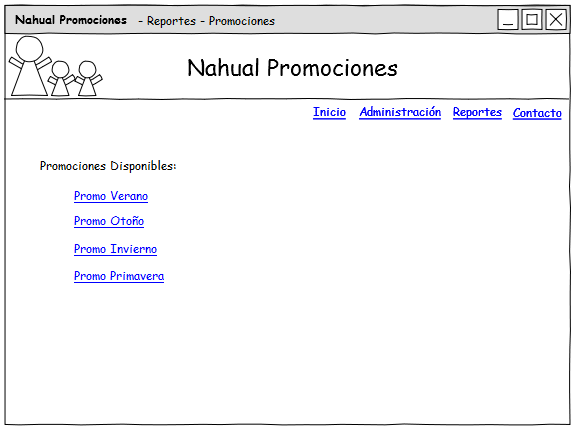 Nahual Promociones - Reportes - Promociones
Nahual Promociones
Inicio Administración Reportes Contacto
Promociones Disponibles:
Promo Verano
Promo Otoño
Promo Invierno
Promo Primavera